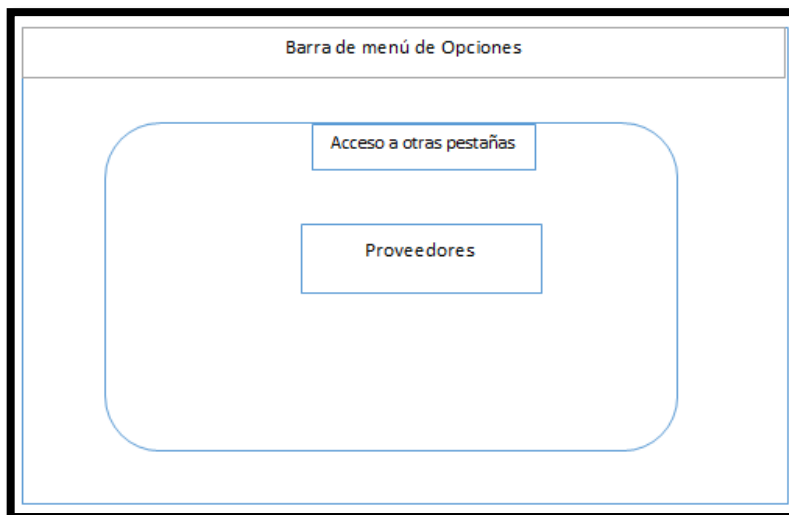 Barra de menú de Opciones
Acceso a otras pestañas
Proveedores